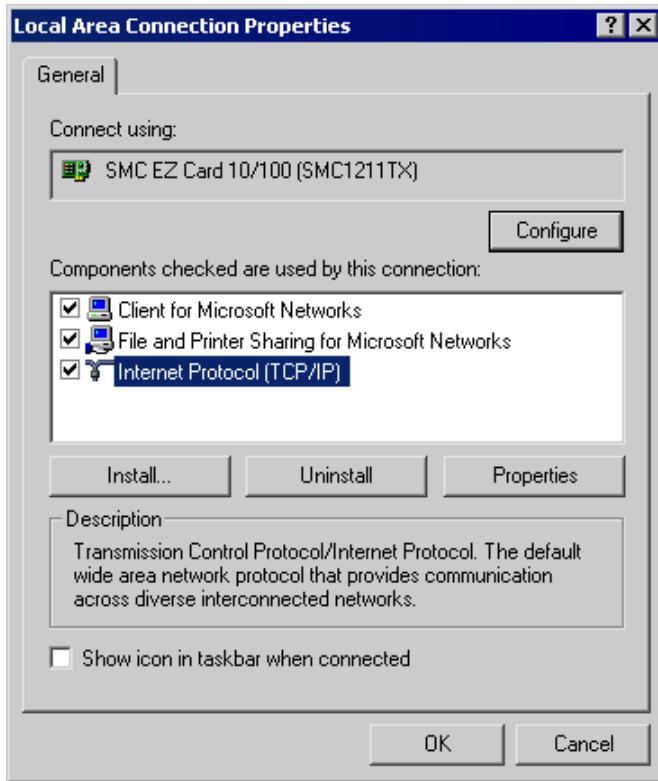 Local Area Connection Properties
General
Connect using:
SMC EZ Card 10/100 (SMC1211TX)
Configure
Components checked are used by this connection:
Client for Microsoft Networks
File and Printer Sharing for Microsoft Networks
Internet Protocol (TCP/IP)
Install... Uninstall Properties
Description
Transmission Control Protocol/Internet Protocol. The default
wide area network protocol that provides communication
across diverse interconnected networks.
Show icon in taskbar when connected
OK Cancel